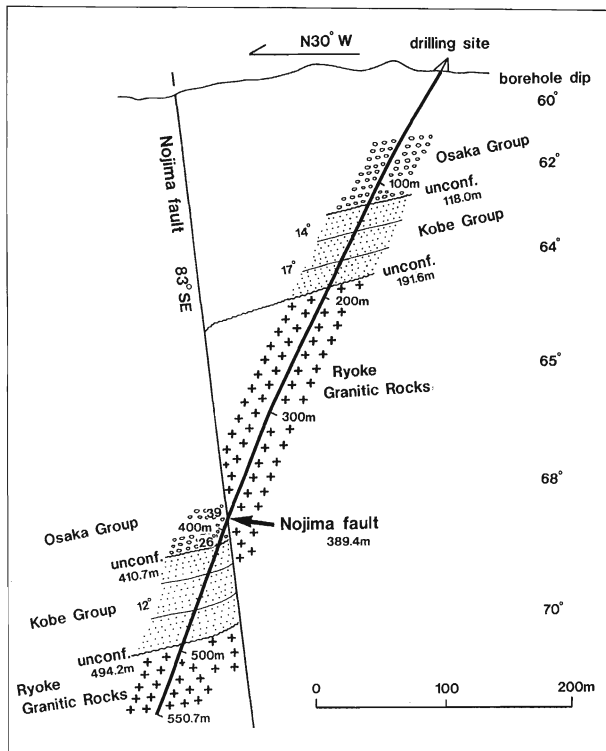 N30° W
drilling site
borehole dip
60°
Nojima fault
83° SE
Osaka Group
62°
100m
unconf.
118.0m
14°
Kobe Group
64°
17°
unconf.
191.6m
200m
65°
Ryoke
Granitic Rocks
300m
68°
39
Osaka Group
400m
Nojima fault
389.4m
26
unconf.
410.7m
12°
Kobe Group
70°
unconf.
494.2m
500m
Ryoke
Granitic Rocks
550.7m
0 100 200m